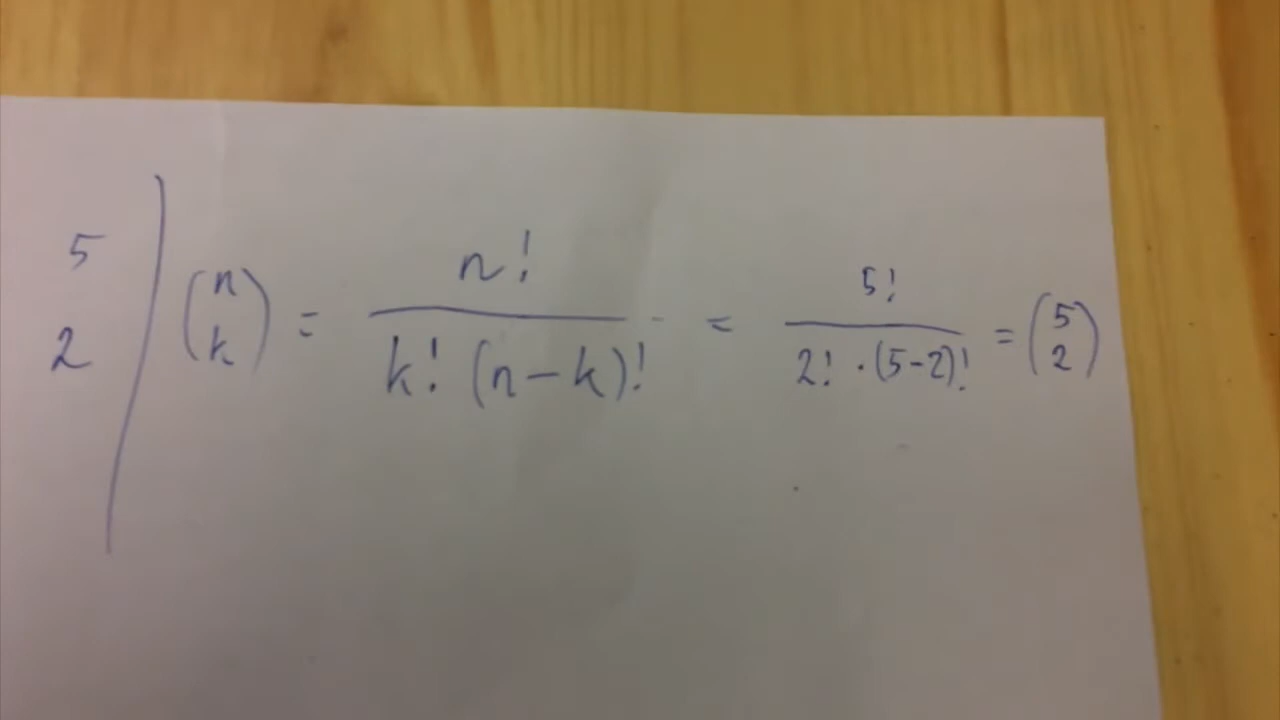 5
2
(n k) = n! / k! (n-k)! = 5! / 2! · (5-2)! = (5 2)